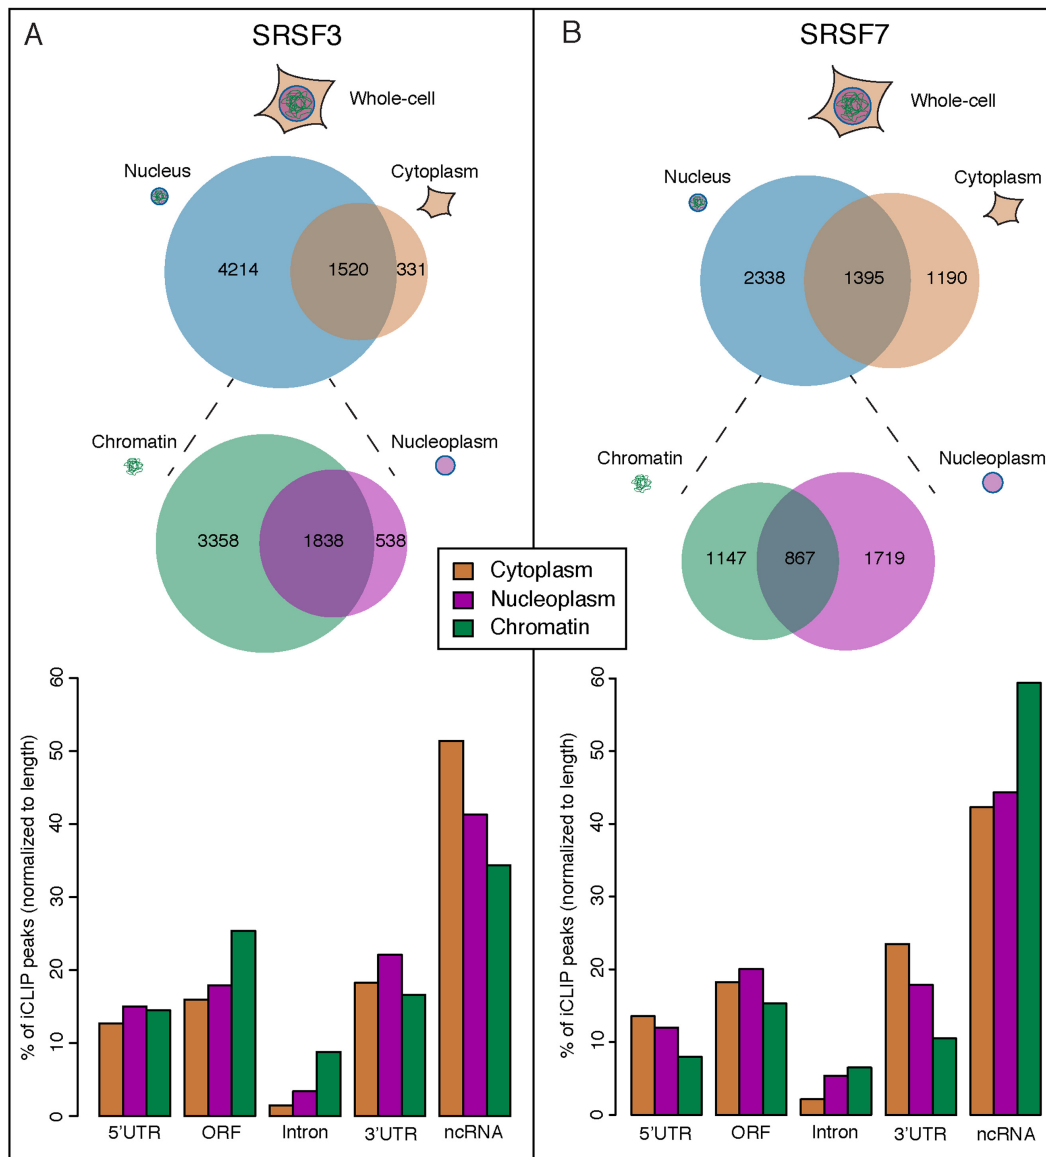 A
SRSF3
Whole-cell
Nucleus
Cytoplasm
4214
1520
331
Chromatin
Nucleoplasm
3358
1838
538
B
SRSF7
Whole-cell
Nucleus
Cytoplasm
2338
1395
1190
Chromatin
Nucleoplasm
1147
867
1719
Cytoplasm
Nucleoplasm
Chromatin
% of iCLIP peaks (normalized to length)
60
50
40
30
20
10
0
5'UTR ORF Intron 3'UTR ncRNA
% of iCLIP peaks (normalized to length)
60
50
40
30
20
10
0
5'UTR ORF Intron 3'UTR ncRNA